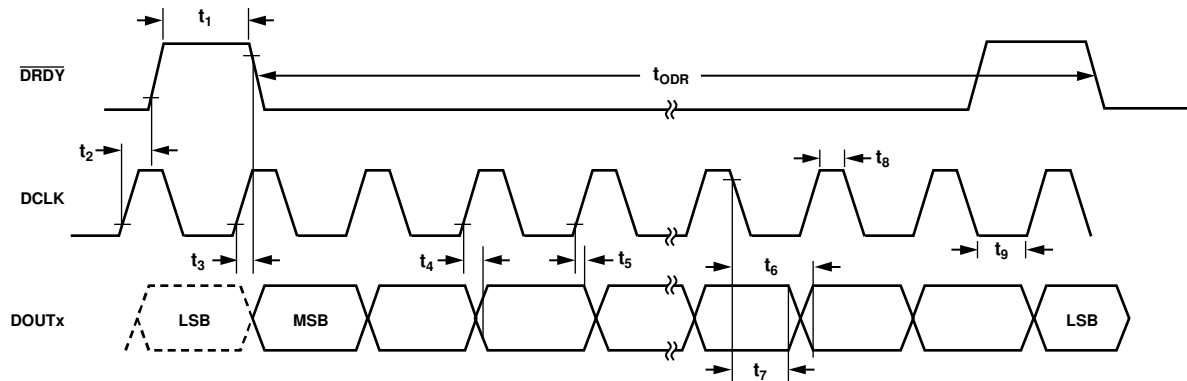 t1
DRDY
tODR
t2
t8
DCLK
t3
t4
t5
t6
t9
DOUTx
LSB
MSB
LSB
t7